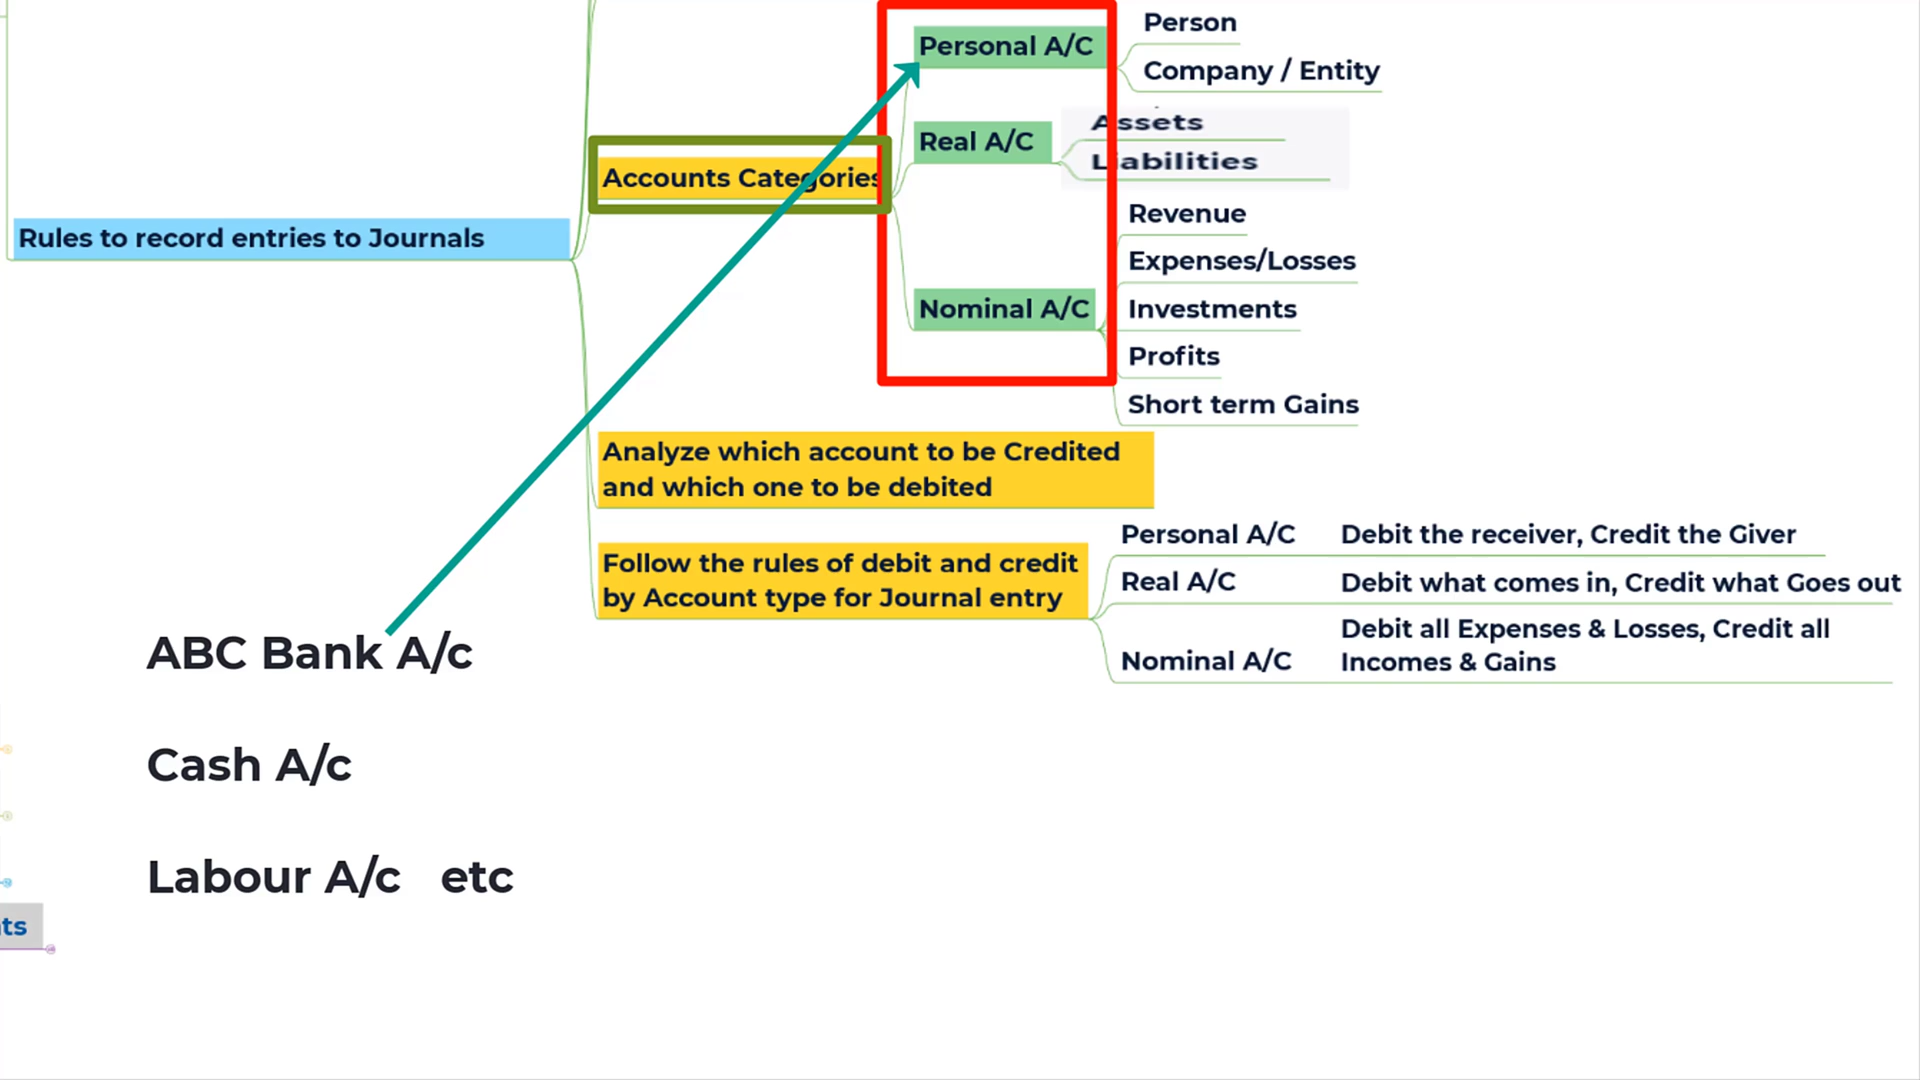 Rules to record entries to Journals
Accounts Categories
Personal A/C
Person
Company / Entity
Real A/C
Assets
Liabilities
Nominal A/C
Revenue
Expenses/Losses
Investments
Profits
Short term Gains
Analyze which account to be Credited
and which one to be debited
Follow the rules of debit and credit
by Account type for Journal entry
Personal A/C Debit the receiver, Credit the Giver
Real A/C Debit what comes in, Credit what Goes out
Nominal A/C Debit all Expenses & Losses, Credit all
Incomes & Gains
ABC Bank A/c
Cash A/c
Labour A/c etc